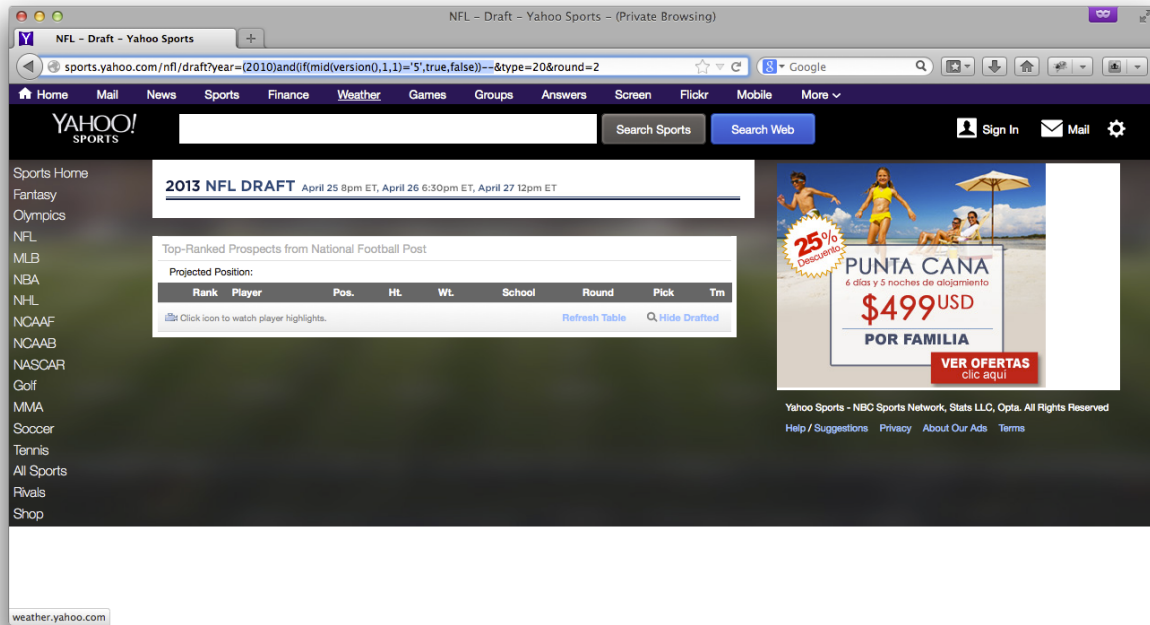 NFL – Draft – Yahoo Sports – (Private Browsing)
NFL – Draft – Yahoo Sports
sports.yahoo.com/nfl/draft?year=(2010)and(if(mid(version(),1,1)='5',true,false))--&type=20&round=2
Google
Home Mail News Sports Finance Weather Games Groups Answers Screen Flickr Mobile More
YAHOO!
SPORTS
Search Sports
Search Web
Sign In
Mail
Sports Home
Fantasy
Olympics
NFL
MLB
NBA
NHL
NCAAF
NCAAB
NASCAR
Golf
MMA
Soccer
Tennis
All Sports
Rivals
Shop
2013 NFL DRAFT April 25 8pm ET, April 26 6:30pm ET, April 27 12pm ET
Top-Ranked Prospects from National Football Post
Projected Position:
Rank Player Pos. Ht. Wt. School Round Pick Tm
Click icon to watch player highlights. Refresh Table Hide Drafted
25%
Descuento
PUNTA CANA
6 días y 5 noches de alojamiento
$499 USD
POR FAMILIA
VER OFERTAS
clic aquí
Yahoo Sports - NBC Sports Network, Stats LLC, Opta. All Rights Reserved
Help / Suggestions Privacy About Our Ads Terms
weather.yahoo.com